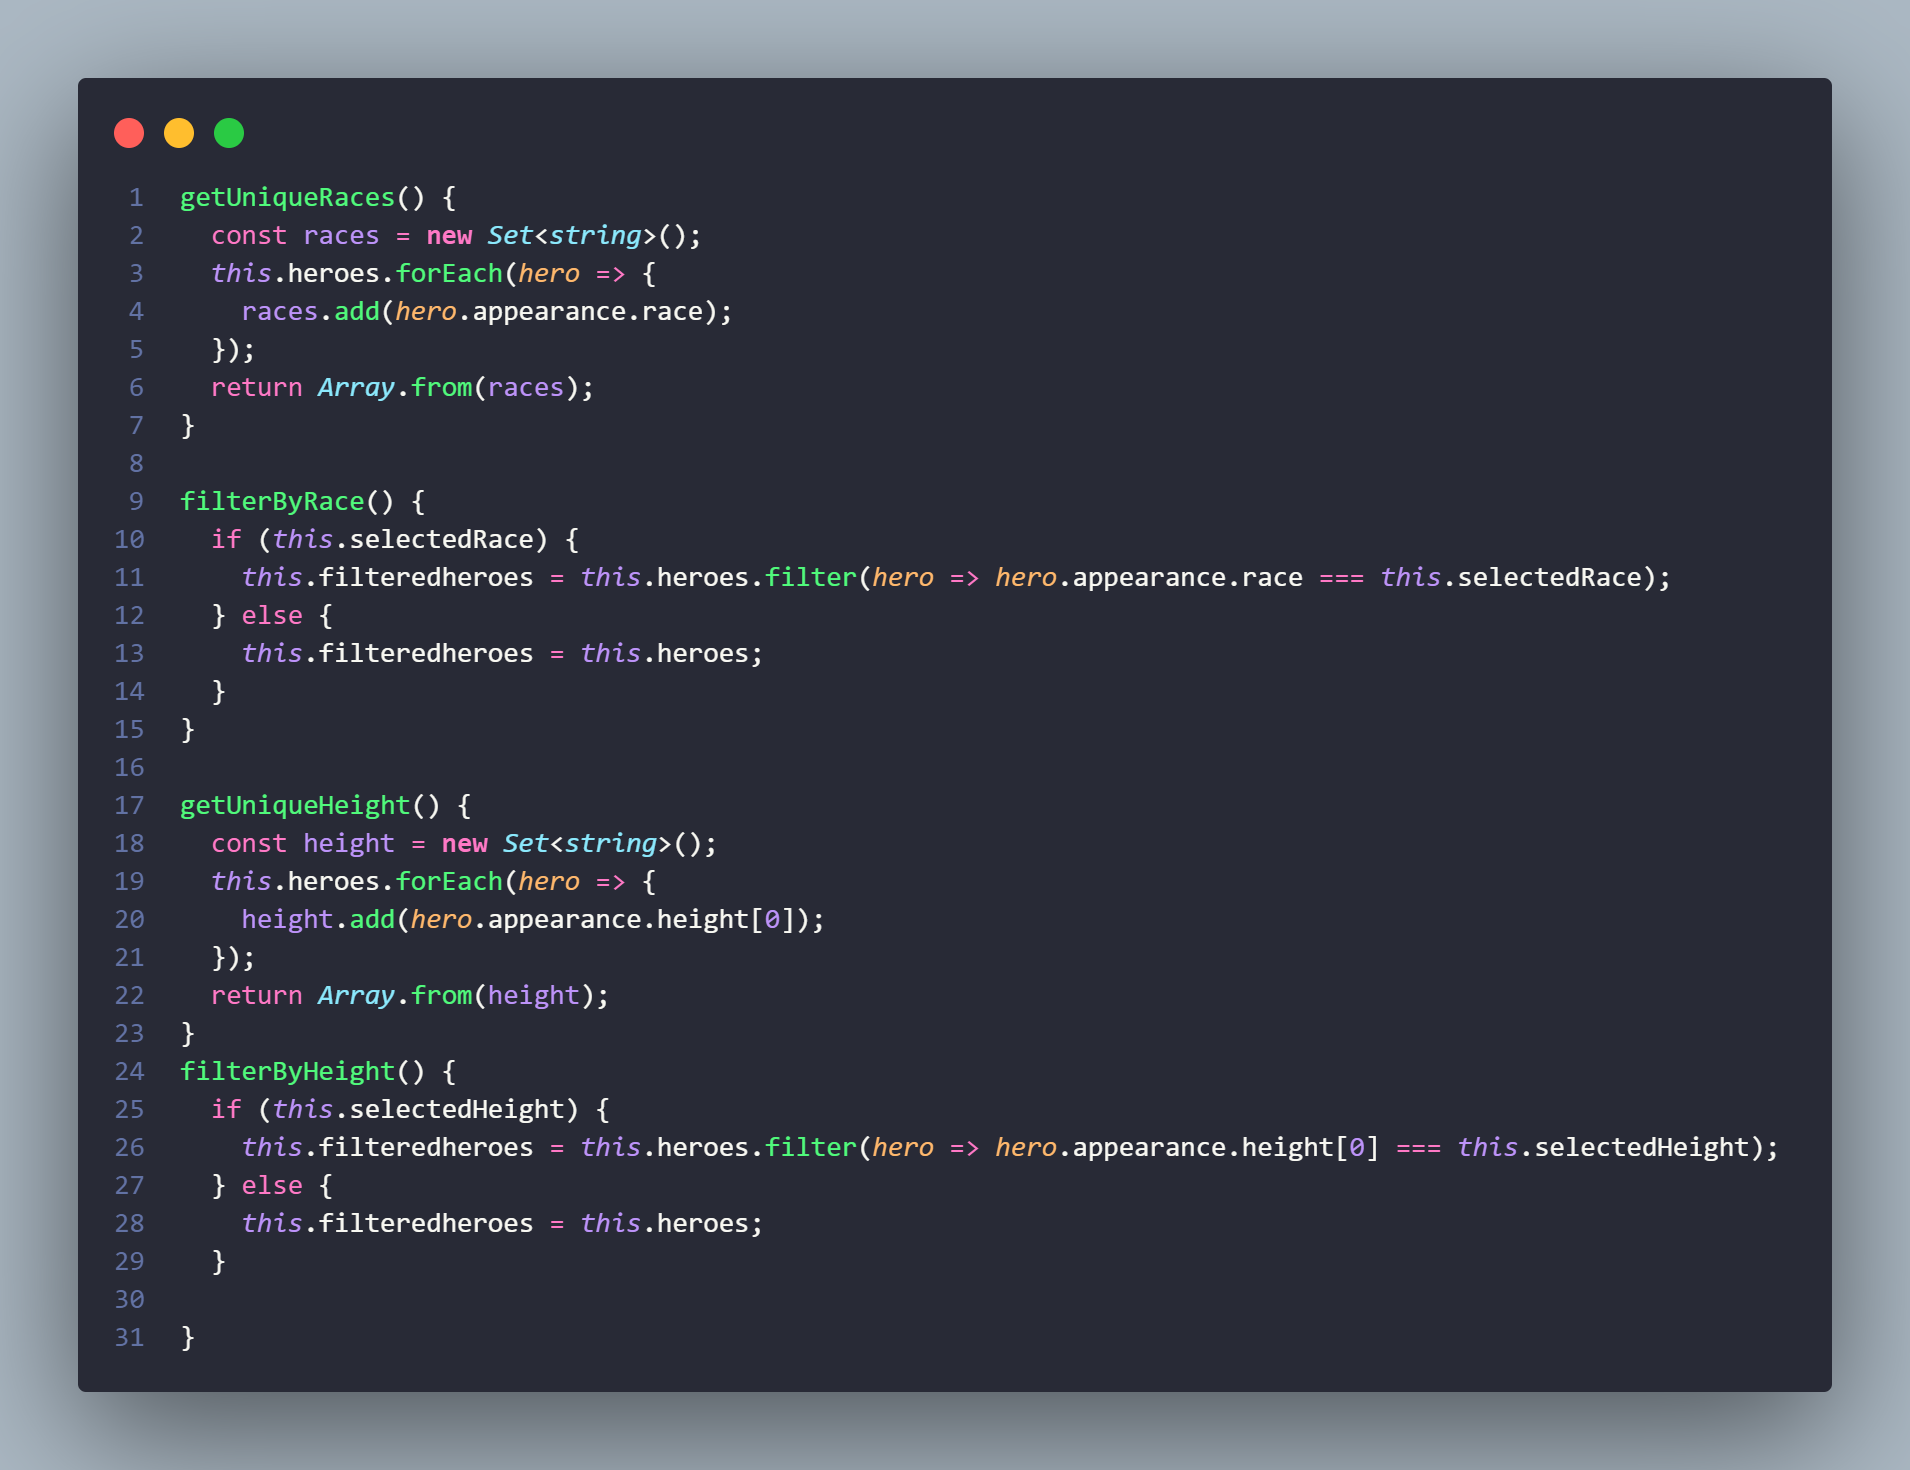 1 getUniqueRaces() {
2   const races = new Set<string>();
3   this.heroes.forEach(hero => {
4     races.add(hero.appearance.race);
5   });
6   return Array.from(races);
7 }
8
9 filterByRace() {
10   if (this.selectedRace) {
11     this.filteredheroes = this.heroes.filter(hero => hero.appearance.race === this.selectedRace);
12   } else {
13     this.filteredheroes = this.heroes;
14   }
15 }
16
17 getUniqueHeight() {
18   const height = new Set<string>();
19   this.heroes.forEach(hero => {
20     height.add(hero.appearance.height[0]);
21   });
22   return Array.from(height);
23 }
24 filterByHeight() {
25   if (this.selectedHeight) {
26     this.filteredheroes = this.heroes.filter(hero => hero.appearance.height[0] === this.selectedHeight);
27   } else {
28     this.filteredheroes = this.heroes;
29   }
30
31 }